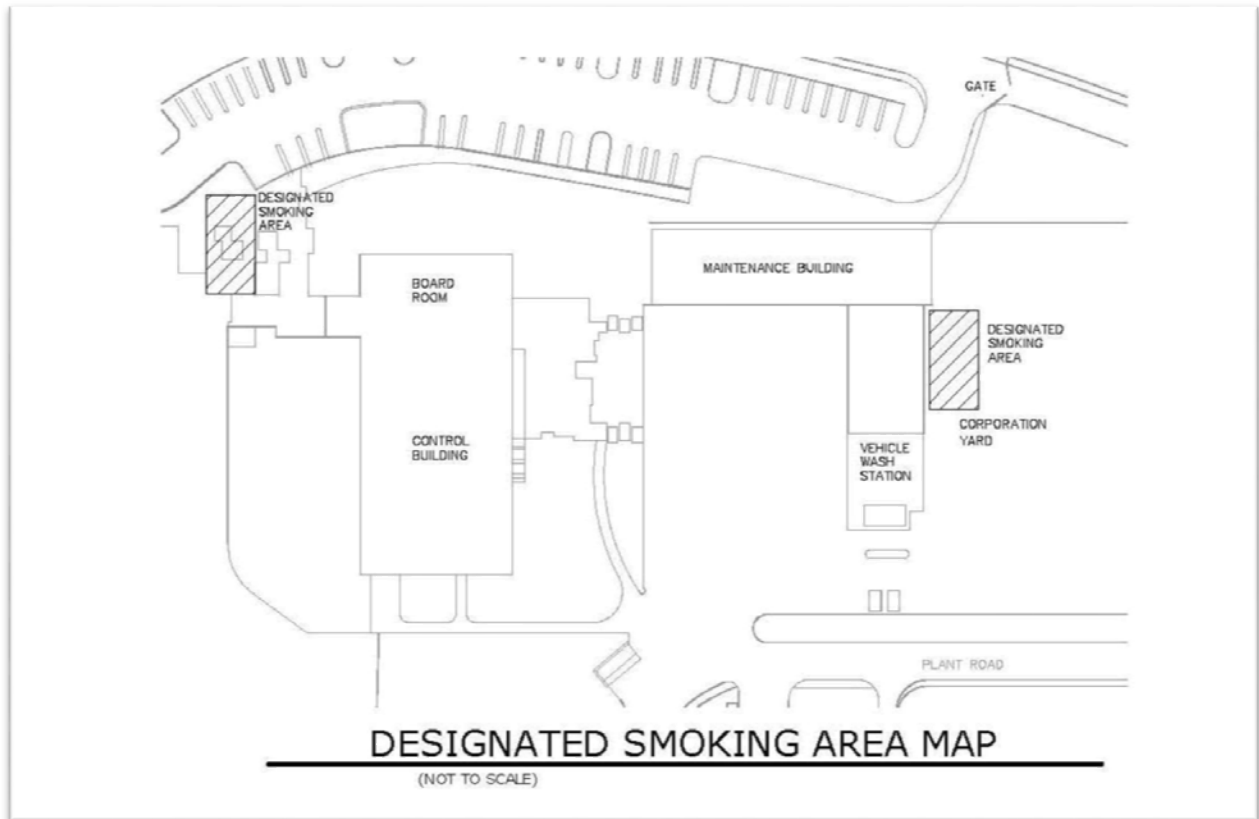 GATE
DESIGNATED
SMOKING
AREA
BOARD
ROOM
MAINTENANCE BUILDING
DESIGNATED
SMOKING
AREA
CORPORATION
YARD
CONTROL
BUILDING
VEHICLE
WASH
STATION
PLANT ROAD
DESIGNATED SMOKING AREA MAP
(NOT TO SCALE)